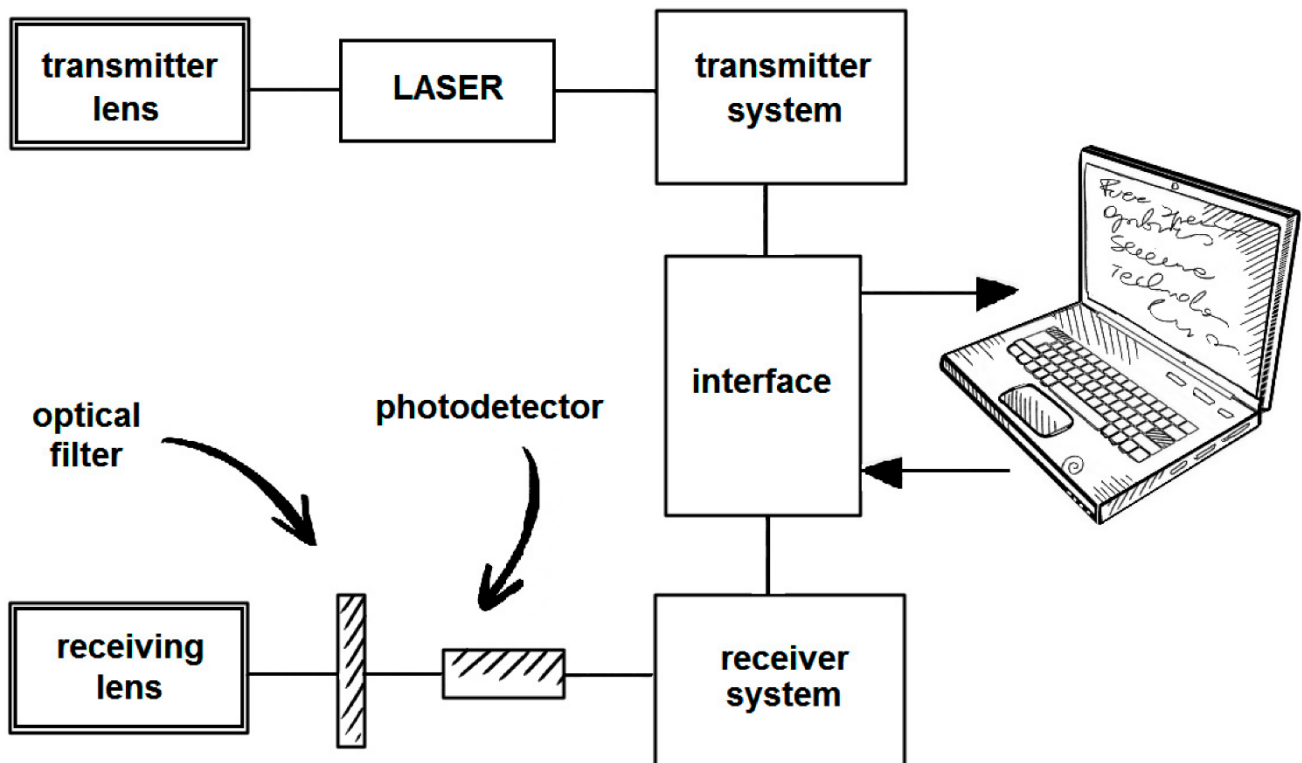 transmitter
lens
LASER
transmitter
system
interface
optical
filter
photodetector
receiving
lens
receiver
system